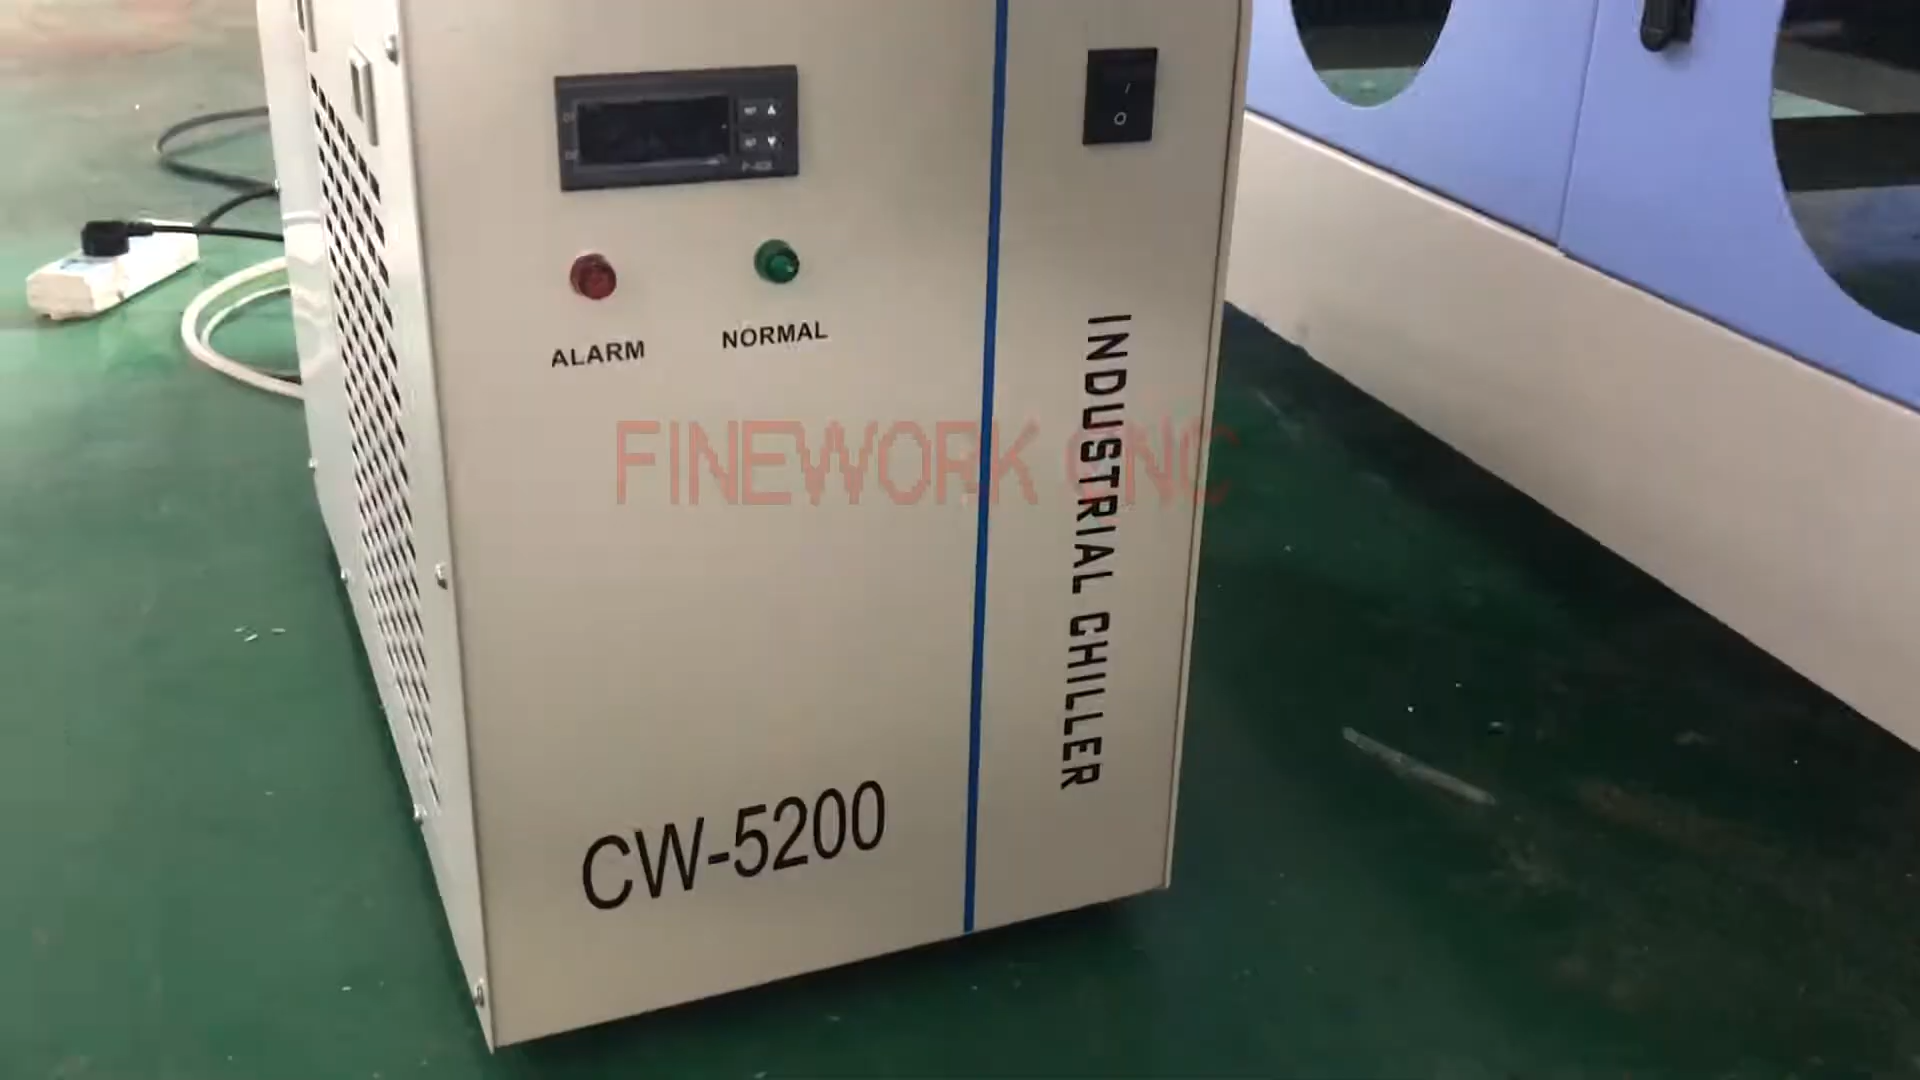 I
O
ALARM
NORMAL
FINEWORK CNC
INDUSTRIAL CHILLER
CW-5200